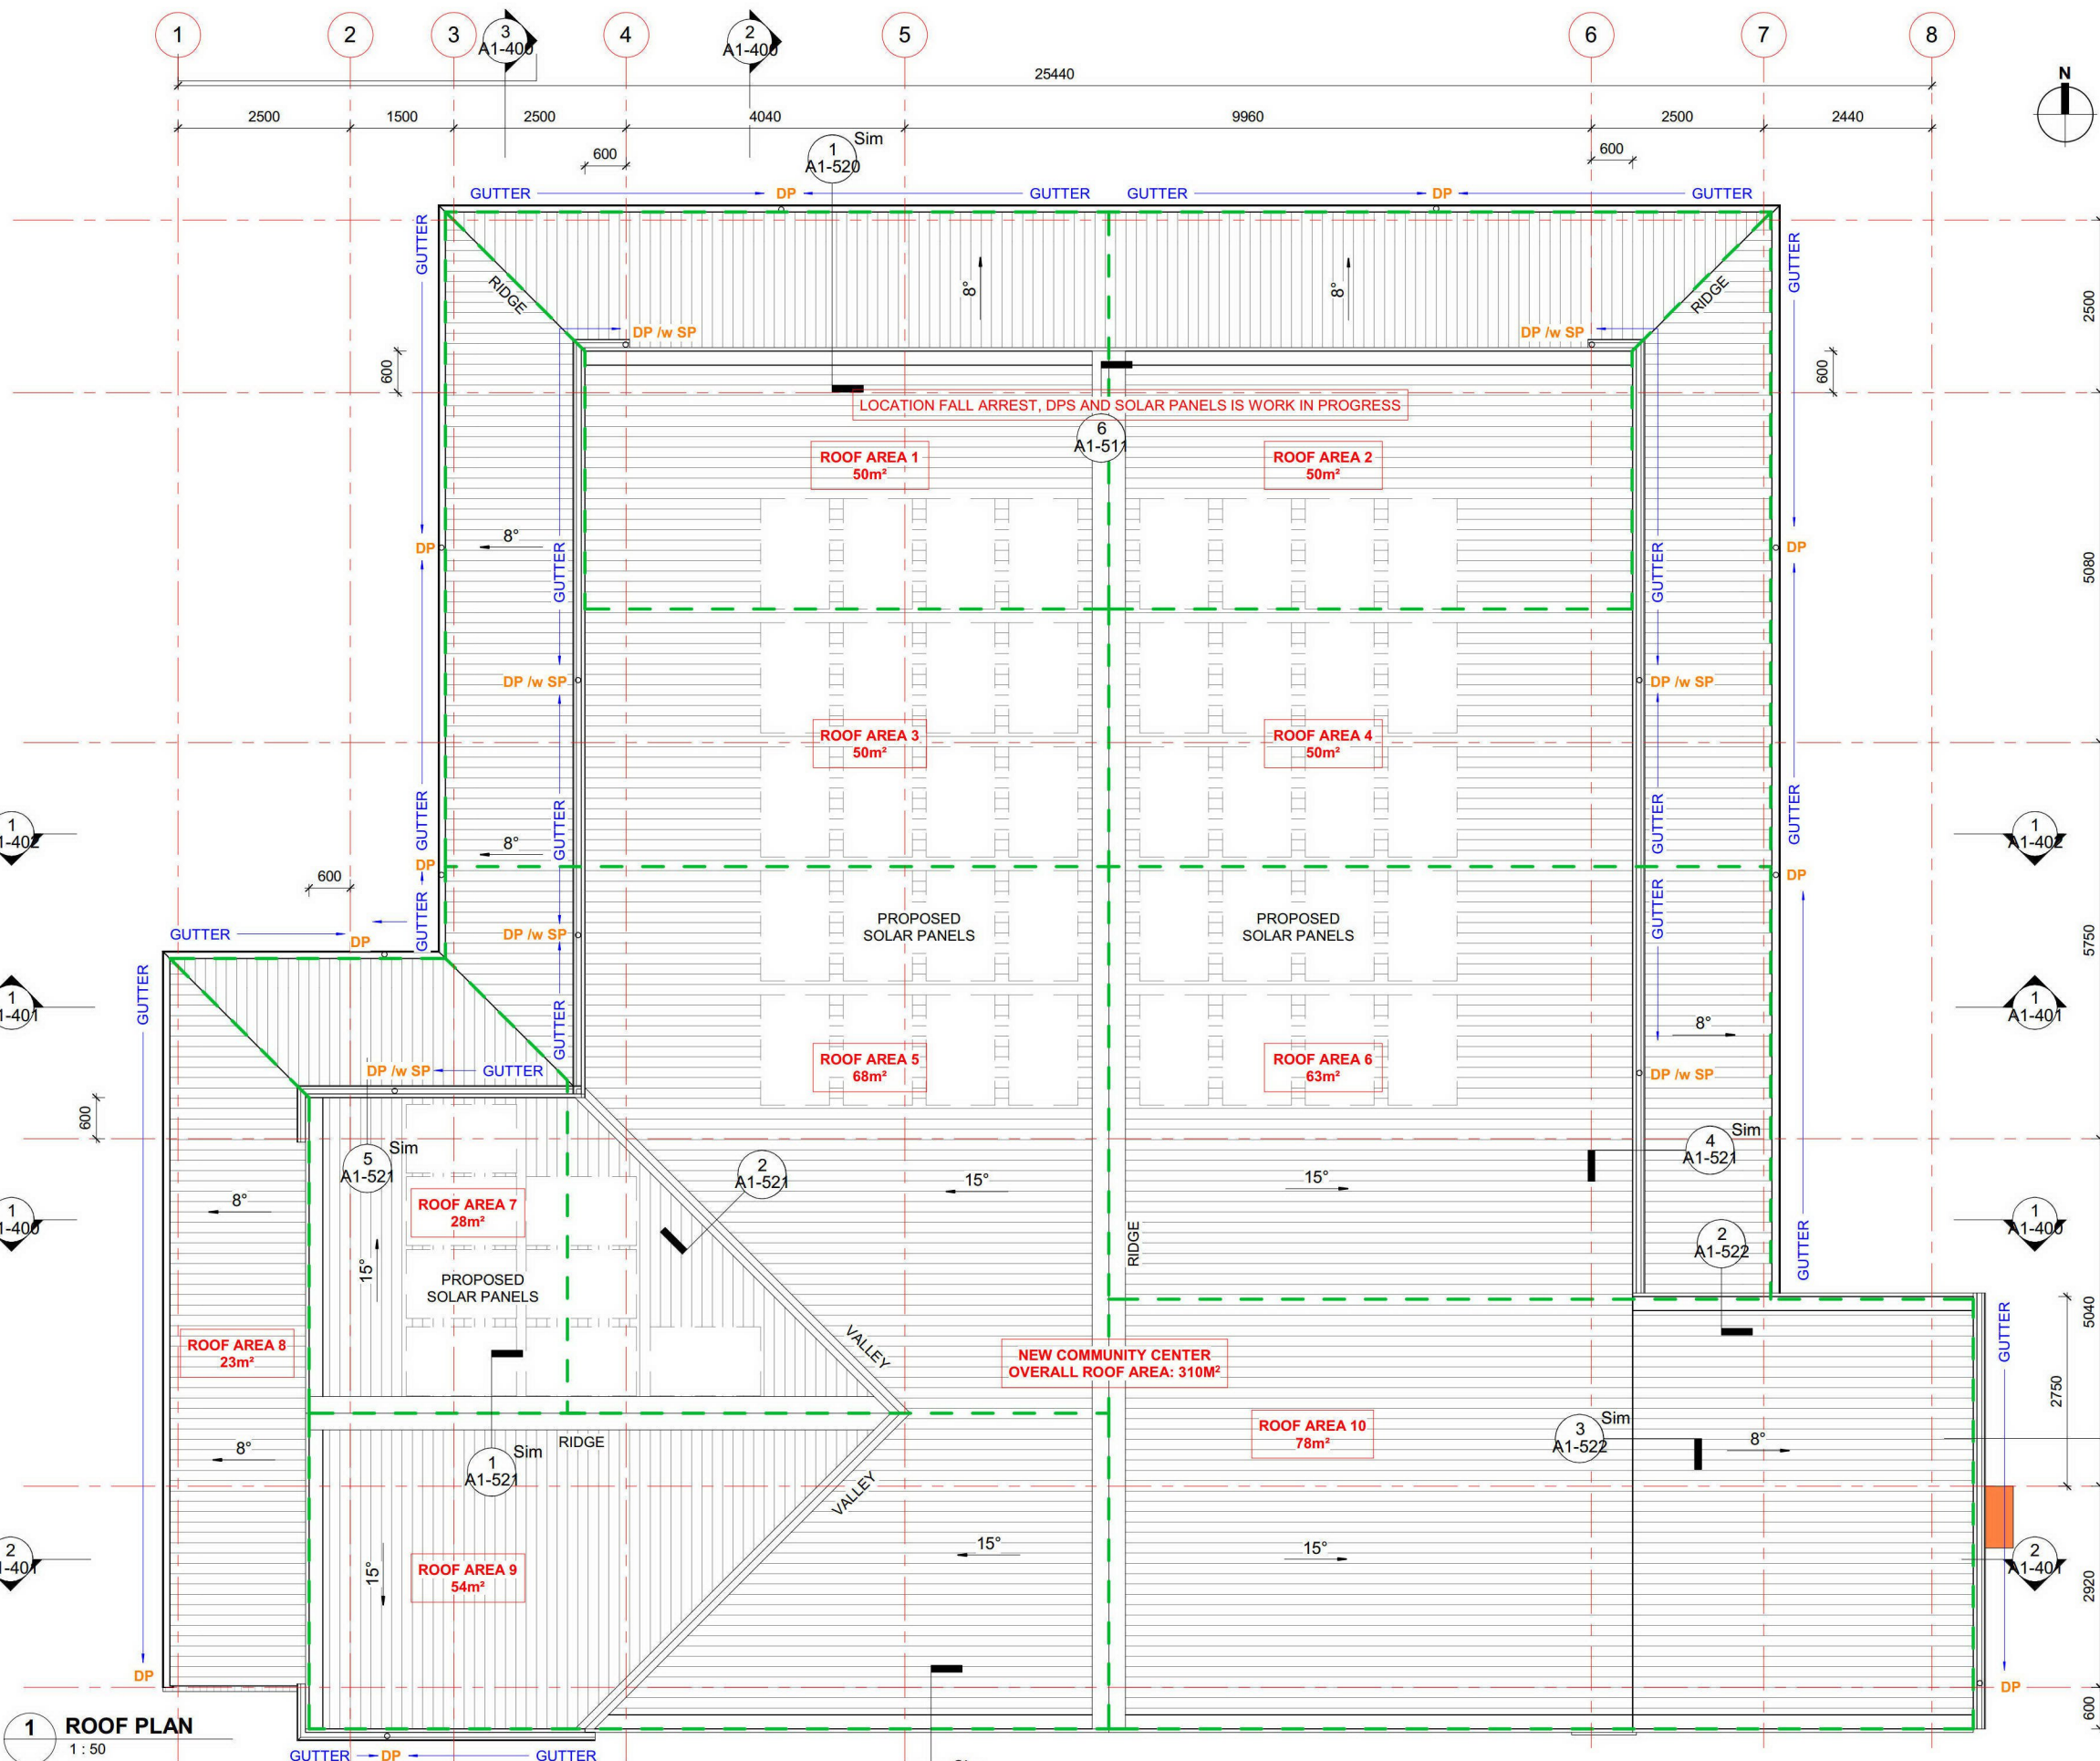 1
2
3
4
5
6
7
8
3
A1-400
2
A1-400
25440
N
2500
1500
2500
4040
9960
2500
2440
600
1
A1-520
Sim
600
GUTTER
DP
GUTTER
GUTTER
DP
GUTTER
GUTTER
RIDGE
8°
8°
RIDGE
GUTTER
2500
DP /w SP
DP /w SP
600
600
LOCATION FALL ARREST, DPS AND SOLAR PANELS IS WORK IN PROGRESS
6
A1-511
ROOF AREA 1
50m²
ROOF AREA 2
50m²
8°
DP
GUTTER
GUTTER
DP
5080
DP /w SP
DP /w SP
ROOF AREA 3
50m²
ROOF AREA 4
50m²
GUTTER
GUTTER
GUTTER
GUTTER
1
1-402
8°
1
A1-402
DP
DP
600
GUTTER
DP
GUTTER
DP /w SP
PROPOSED
SOLAR PANELS
PROPOSED
SOLAR PANELS
GUTTER
5750
GUTTER
1
1-401
GUTTER
8°
1
A1-401
DP /w SP
GUTTER
ROOF AREA 5
68m²
ROOF AREA 6
63m²
DP /w SP
600
5
A1-521
Sim
2
A1-521
4
A1-521
Sim
15°
15°
ROOF AREA 7
28m²
8°
1
1-400
1
A1-400
15°
RIDGE
2
A1-522
GUTTER
PROPOSED
SOLAR PANELS
ROOF AREA 8
23m²
VALLEY
NEW COMMUNITY CENTER
OVERALL ROOF AREA: 310M²
GUTTER
5040
2750
8°
RIDGE
1
A1-521
Sim
VALLEY
ROOF AREA 10
78m²
3
A1-522
Sim
8°
2
1-401
15°
ROOF AREA 9
54m²
15°
15°
2
A1-401
2920
DP
DP
600
1
ROOF PLAN
1 : 50
GUTTER
DP
GUTTER